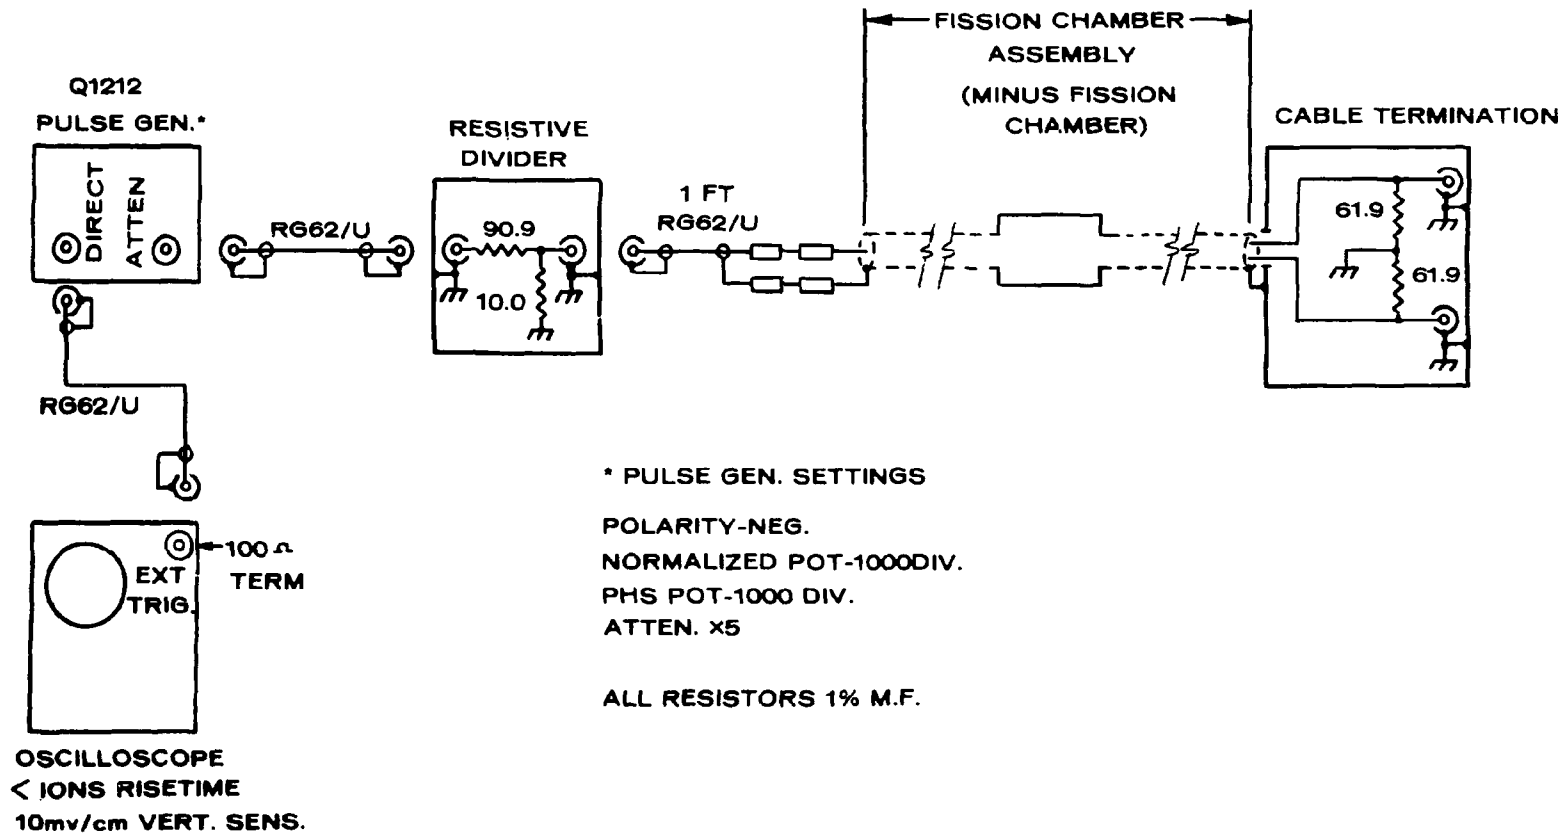 FISSION CHAMBER
ASSEMBLY
(MINUS FISSION
CHAMBER)
Q1212
PULSE GEN.*
DIRECT
ATTEN
RESISTIVE
DIVIDER
CABLE TERMINATION
RG62/U
90.9
10.0
1 FT
RG62/U
61.9
61.9
RG62/U
100 Ω
TERM
EXT
TRIG.
OSCILLOSCOPE
< IONS RISETIME
10mv/cm VERT. SENS.
* PULSE GEN. SETTINGS
POLARITY-NEG.
NORMALIZED POT-1000DIV.
PHS POT-1000 DIV.
ATTEN. X5
ALL RESISTORS 1% M.F.